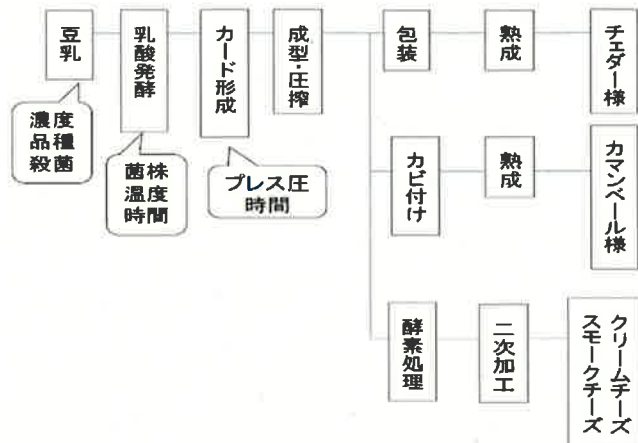 豆乳
乳酸発酵
カード形成
成型・圧搾
包装
熟成
チェダー様
濃度
品種
殺菌
菌株
温度
時間
プレス圧
時間
カビ付け
熟成
カマンベール様
酵素処理
二次加工
クリームチーズ
スモークチーズ